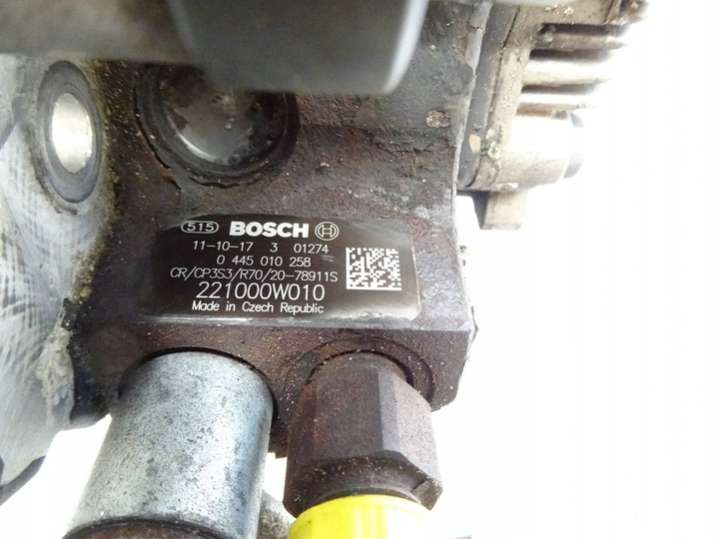 515 BOSCH
11-10-17 3 01274
0 445 010 258
CR/CP3S3/R70/20-78911S
221000W010
Made in Czech Republic